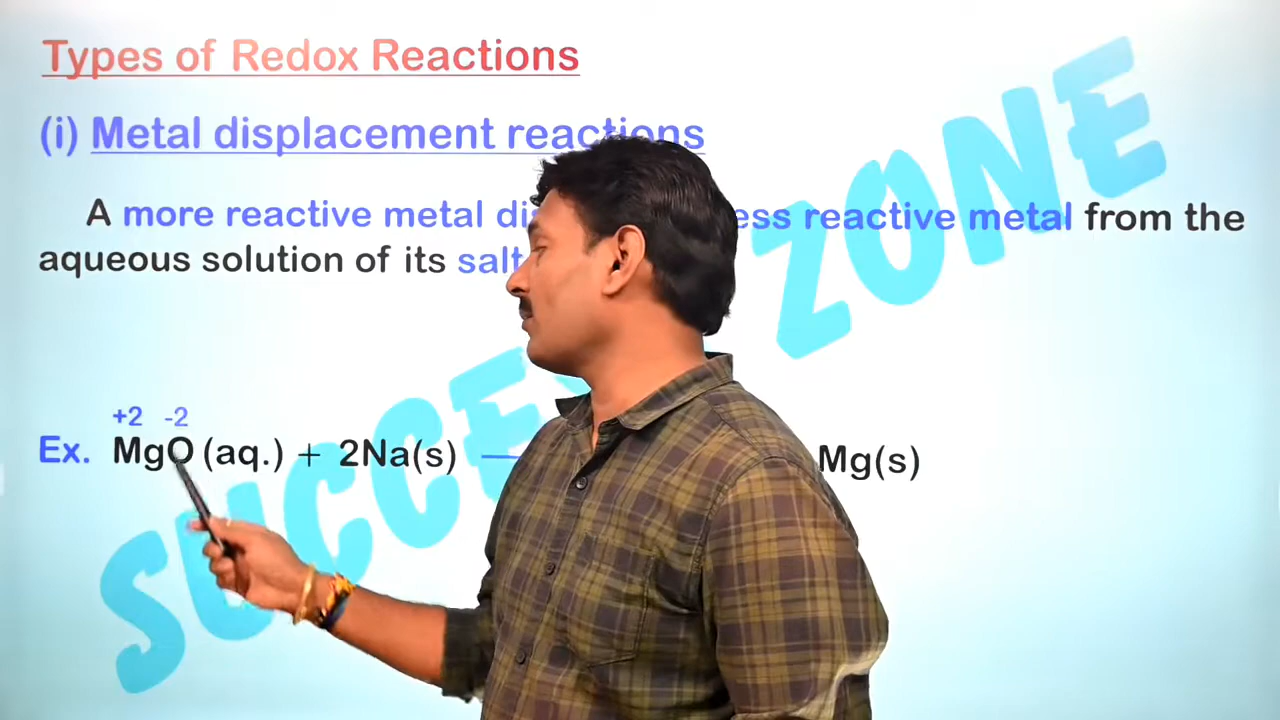 Types of Redox Reactions
(i) Metal displacement reactions
A more reactive metal ess reactive metal from the
aqueous solution of its salt
+2 -2
Ex. MgO (aq.) + 2Na(s) Mg(s)
SUCCE ZONE